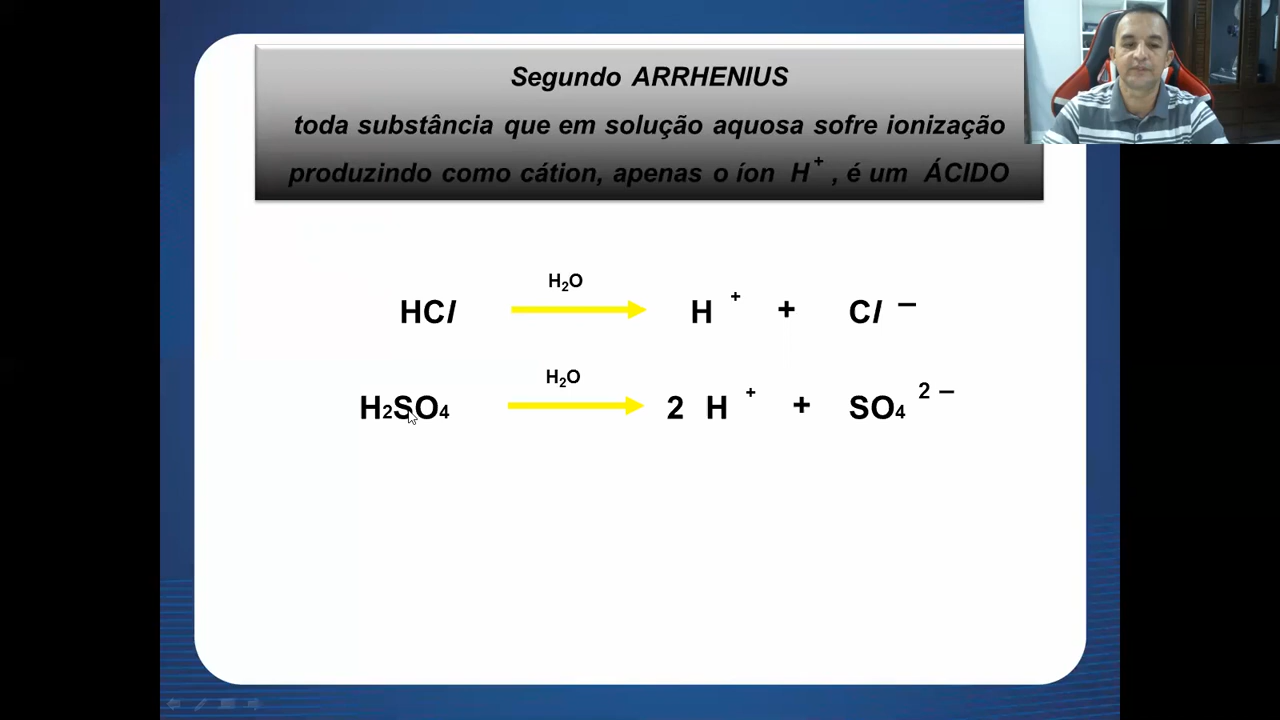 Segundo ARRHENIUS
toda substância que em solução aquosa sofre ionização
produzindo como cátion, apenas o íon H⁺, é um ÁCIDO
H₂O
HCl H⁺ + Cl⁻
H₂O
H₂SO₄ 2 H⁺ + SO₄²⁻